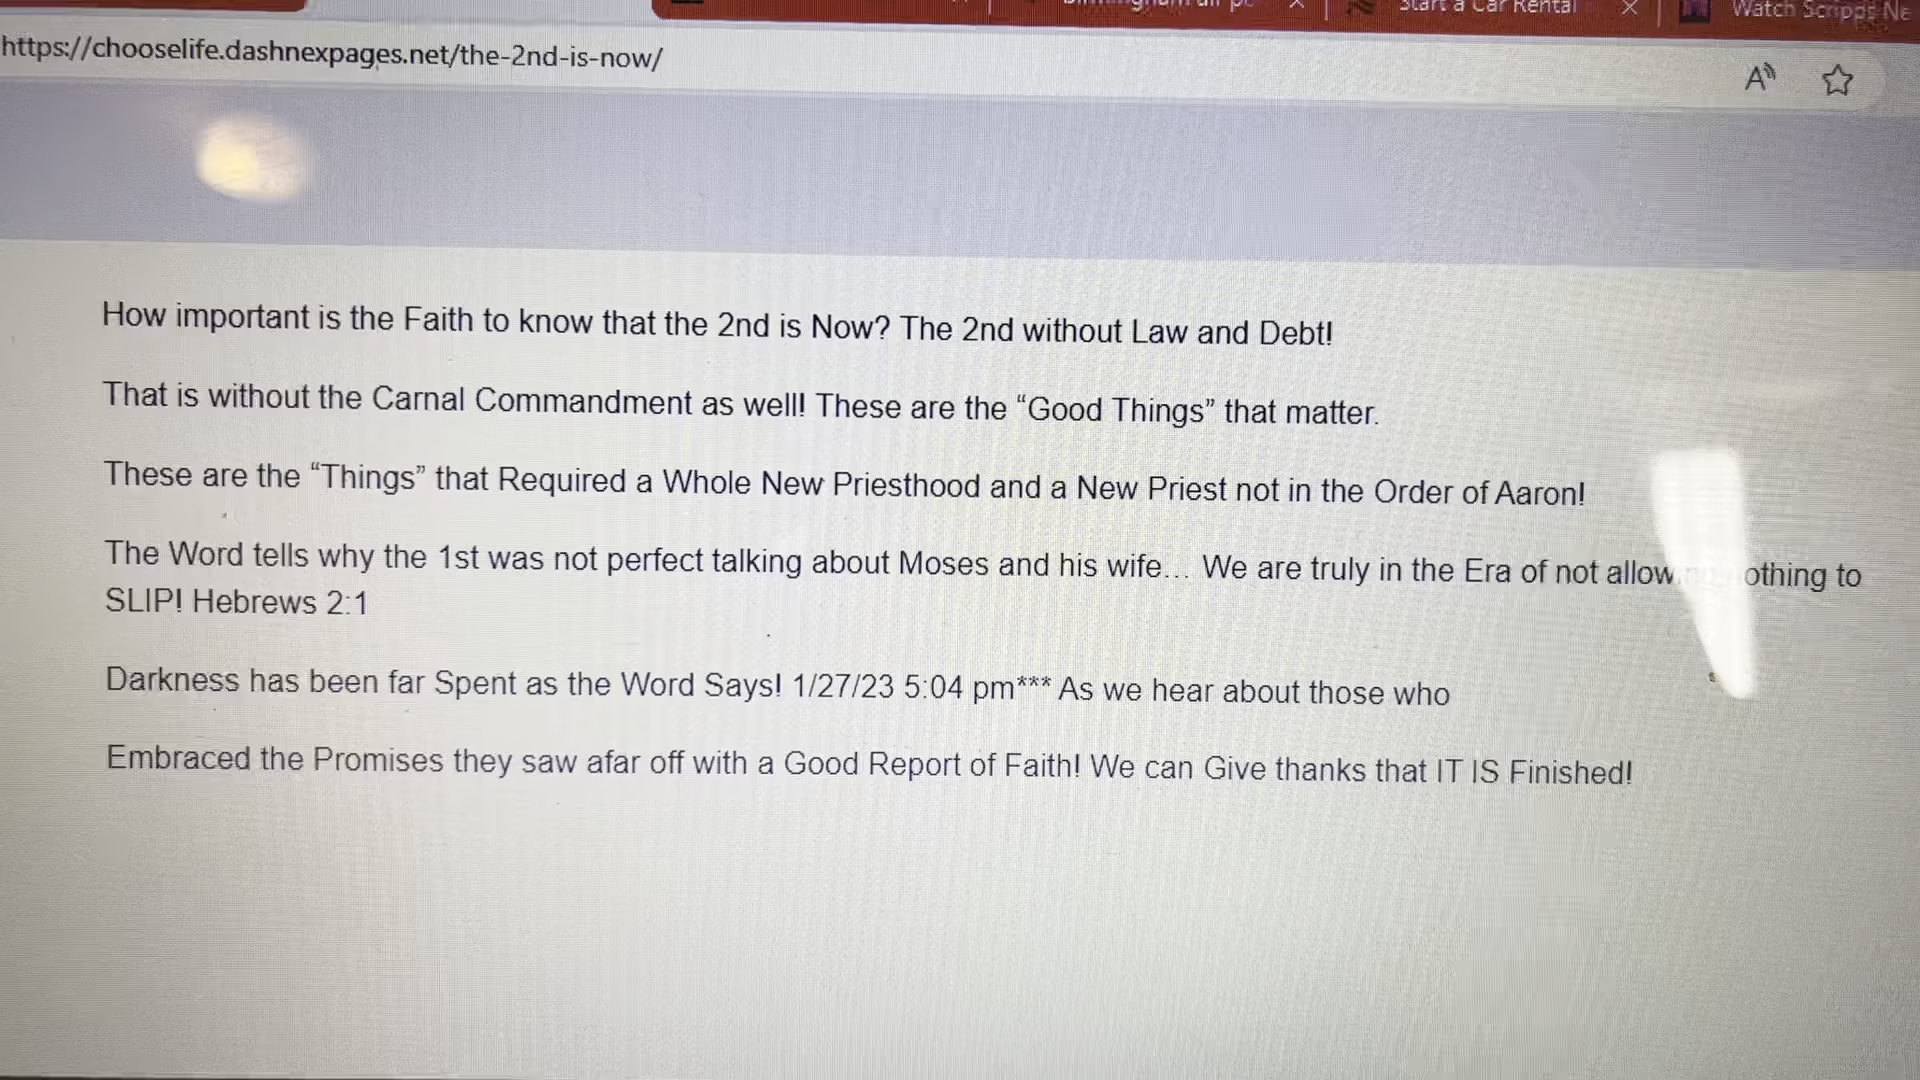 Start a Car Rental
Watch Scripps Ne
https://chooselife.dashnexpages.net/the-2nd-is-now/
How important is the Faith to know that the 2nd is Now? The 2nd without Law and Debt!
That is without the Carnal Commandment as well! These are the “Good Things” that matter.
These are the “Things” that Required a Whole New Priesthood and a New Priest not in the Order of Aaron!
The Word tells why the 1st was not perfect talking about Moses and his wife... We are truly in the Era of not allow othing to
SLIP! Hebrews 2:1
Darkness has been far Spent as the Word Says! 1/27/23 5:04 pm*** As we hear about those who
Embraced the Promises they saw afar off with a Good Report of Faith! We can Give thanks that IT IS Finished!